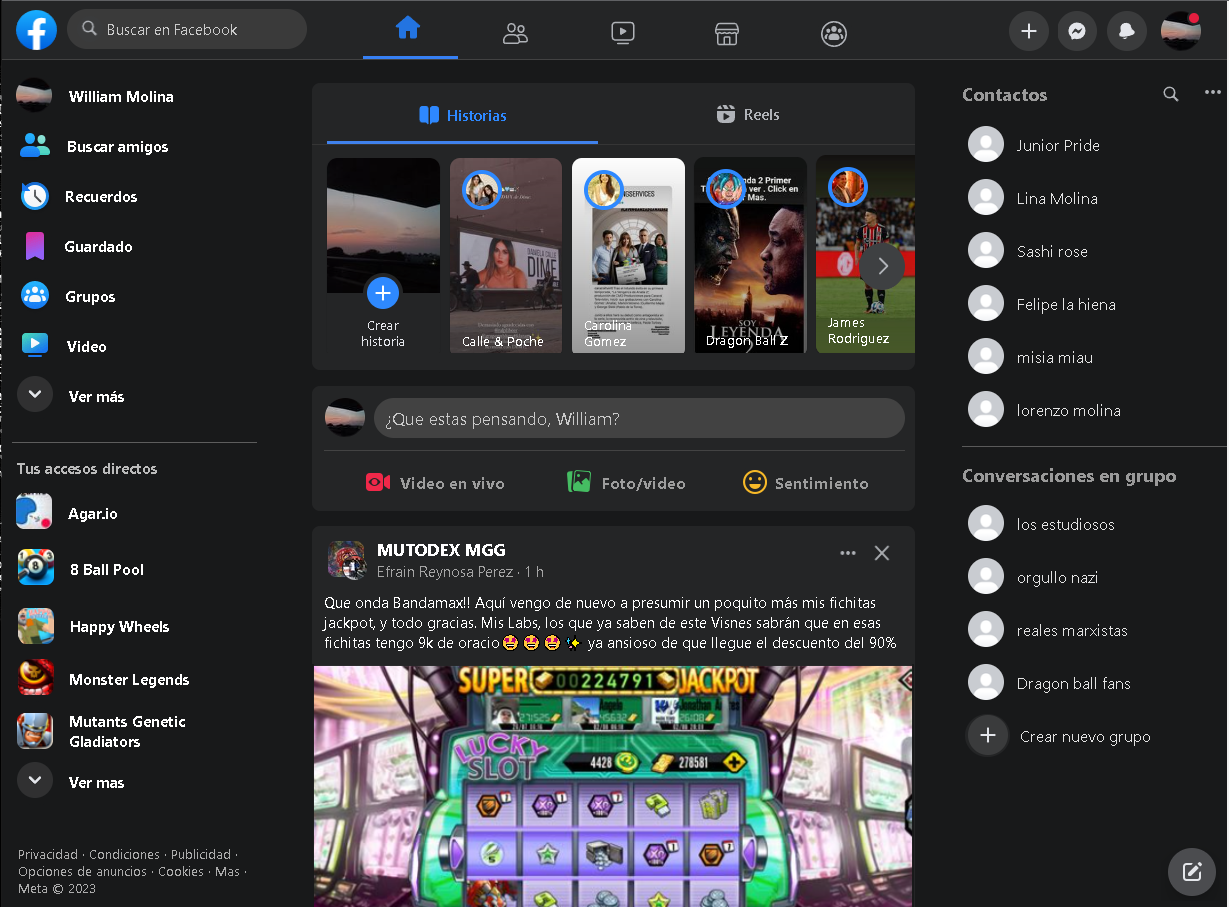 Buscar en Facebook
William Molina
Buscar amigos
Recuerdos
Guardado
Grupos
Video
Ver más
Tus accesos directos
Agar.io
8 Ball Pool
Happy Wheels
Monster Legends
Mutants Genetic
Gladiators
Ver mas
Privacidad · Condiciones · Publicidad ·
Opciones de anuncios · Cookies · Mas ·
Meta © 2023
Historias
Reels
Crear
historia
DANIELA CALLE
DIME
Calle & Poche
Carolina
Gomez
SOY
LEYENDA
Dragon Ball Z
James
Rodriguez
¿Que estas pensando, William?
Video en vivo
Foto/video
Sentimiento
MUTODEX MGG
Efrain Reynosa Perez · 1 h
Que onda Bandamax!! Aquí vengo de nuevo a presumir un poquito más mis fichitas
jackpot, y todo gracias. Mis Labs, los que ya saben de este Visnes sabrán que en esas
fichitas tengo 9k de oracio🤩 🤩 🤩 ✨ ya ansioso de que llegue el descuento del 90%
SUPER 00224791 JACKPOT
LUCKY
SLOT
4428
278581
Contactos
Junior Pride
Lina Molina
Sashi rose
Felipe la hiena
misia miau
lorenzo molina
Conversaciones en grupo
los estudiosos
orgullo nazi
reales marxistas
Dragon ball fans
Crear nuevo grupo